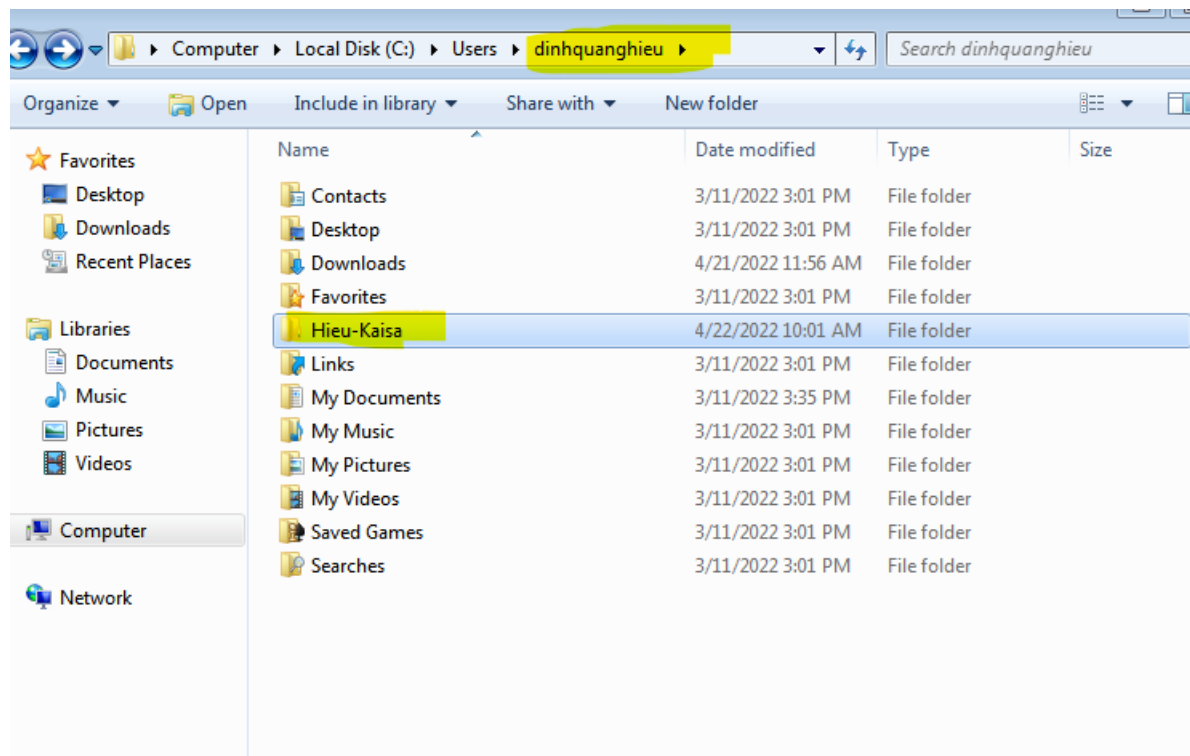 Computer Local Disk (C:) Users dinhquanghieu Search dinhquanghieu
Organize Open Include in library Share with New folder
Name Date modified Type Size
Favorites
Desktop
Downloads
Recent Places
Libraries
Documents
Music
Pictures
Videos
Computer
Network
Contacts 3/11/2022 3:01 PM File folder
Desktop 3/11/2022 3:01 PM File folder
Downloads 4/21/2022 11:56 AM File folder
Favorites 3/11/2022 3:01 PM File folder
Hieu-Kaisa 4/22/2022 10:01 AM File folder
Links 3/11/2022 3:01 PM File folder
My Documents 3/11/2022 3:35 PM File folder
My Music 3/11/2022 3:01 PM File folder
My Pictures 3/11/2022 3:01 PM File folder
My Videos 3/11/2022 3:01 PM File folder
Saved Games 3/11/2022 3:01 PM File folder
Searches 3/11/2022 3:01 PM File folder